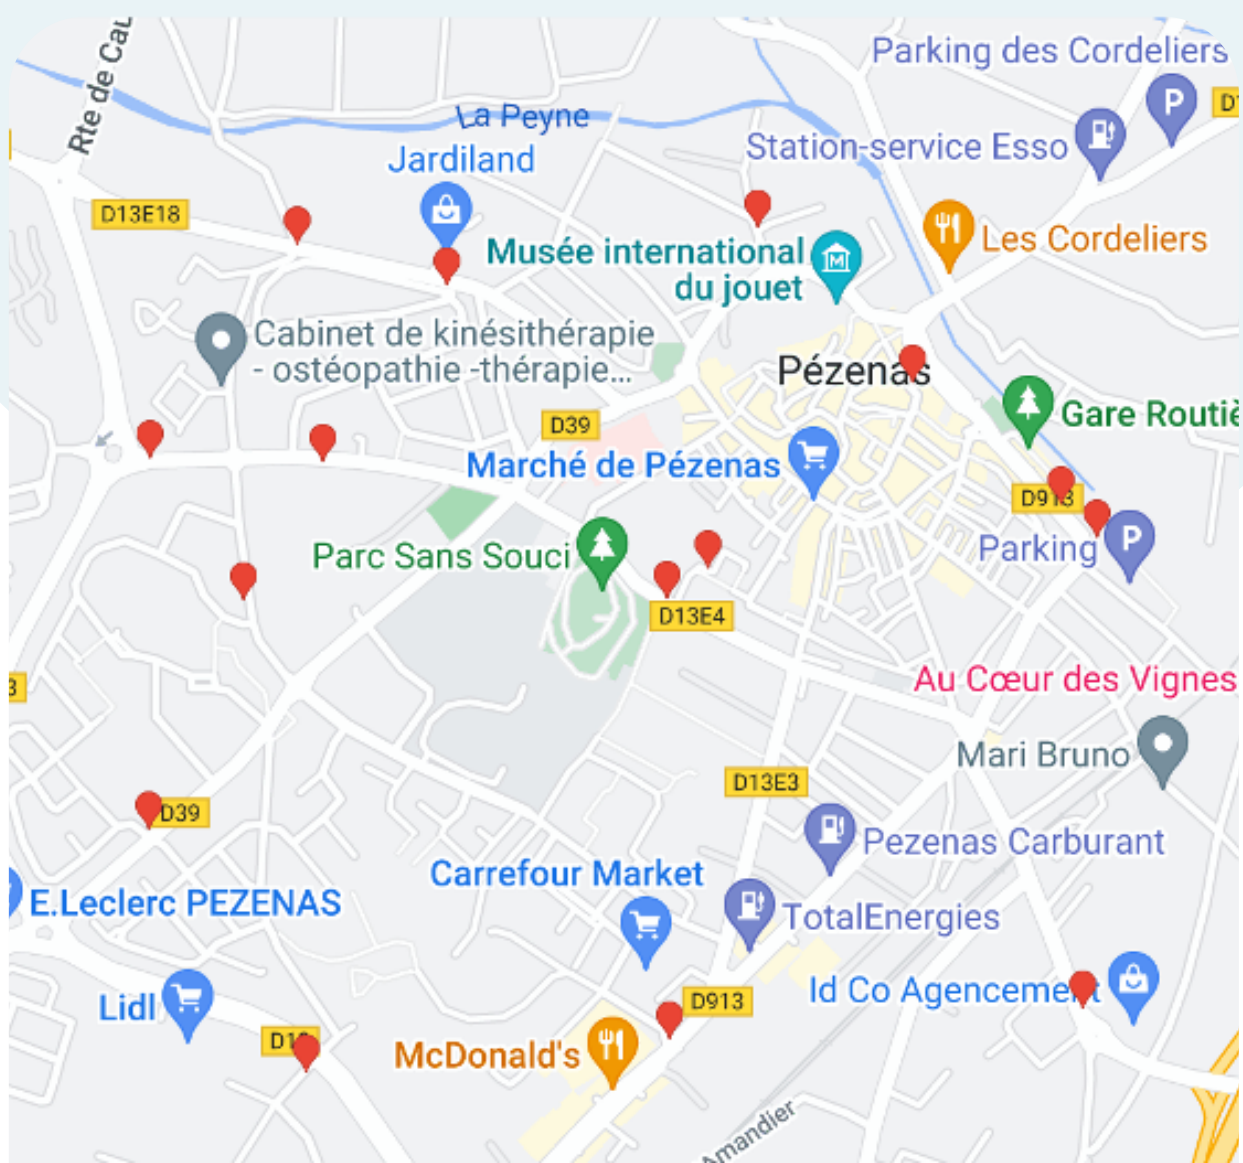 Rte de Cau
Parking des Cordeliers
La Peyne
Station-service Esso
Jardiland
D13E18
Les Cordeliers
Musée international
du jouet
Cabinet de kinésithérapie
- ostéopathie -thérapie...
Pézenas
D39
Gare Routiè
Marché de Pézenas
D913
Parking
Parc Sans Souci
D13E4
Au Cœur des Vignes
Mari Bruno
D13E3
D39
Pezenas Carburant
Carrefour Market
E.Leclerc PEZENAS
TotalEnergies
Id Co Agencement
Lidl
D913
McDonald's
Amandier